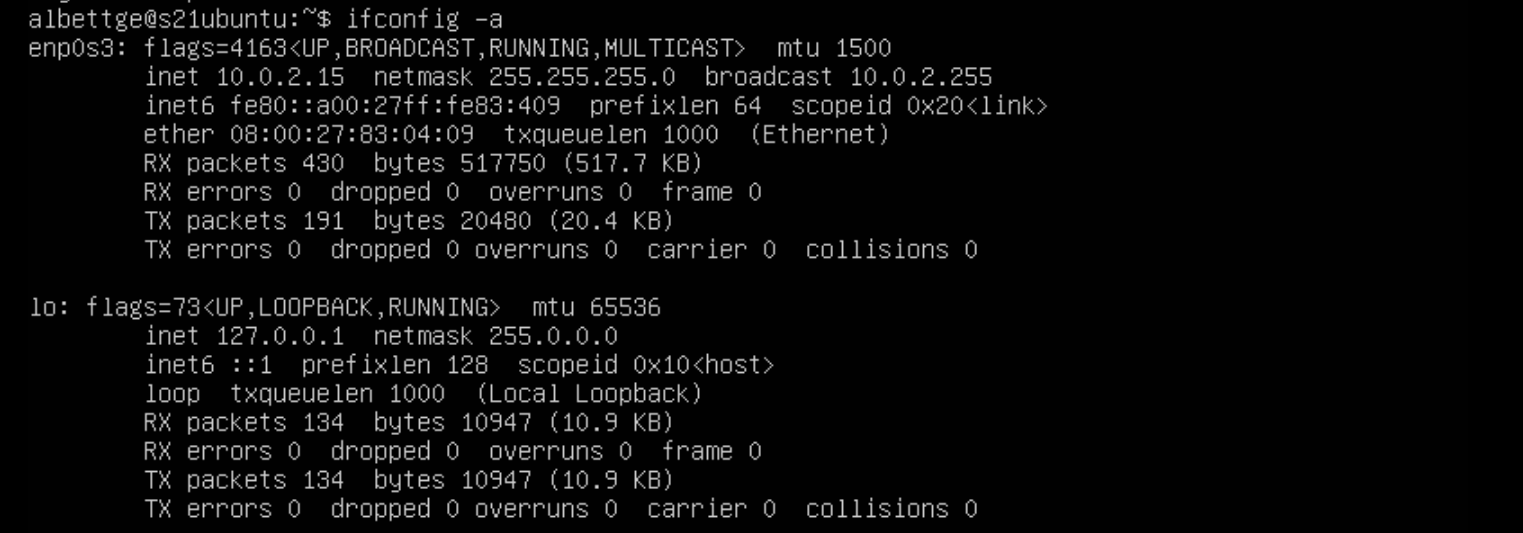 albettge@s21ubuntu:~$ ifconfig -a
enp0s3: flags=4163<UP,BROADCAST,RUNNING,MULTICAST>  mtu 1500
        inet 10.0.2.15  netmask 255.255.255.0  broadcast 10.0.2.255
        inet6 fe80::a00:27ff:fe83:409  prefixlen 64  scopeid 0x20<link>
        ether 08:00:27:83:04:09  txqueuelen 1000  (Ethernet)
        RX packets 430  bytes 517750 (517.7 KB)
        RX errors 0  dropped 0  overruns 0  frame 0
        TX packets 191  bytes 20480 (20.4 KB)
        TX errors 0  dropped 0 overruns 0  carrier 0  collisions 0

lo: flags=73<UP,LOOPBACK,RUNNING>  mtu 65536
        inet 127.0.0.1  netmask 255.0.0.0
        inet6 ::1  prefixlen 128  scopeid 0x10<host>
        loop  txqueuelen 1000  (Local Loopback)
        RX packets 134  bytes 10947 (10.9 KB)
        RX errors 0  dropped 0  overruns 0  frame 0
        TX packets 134  bytes 10947 (10.9 KB)
        TX errors 0  dropped 0 overruns 0  carrier 0  collisions 0